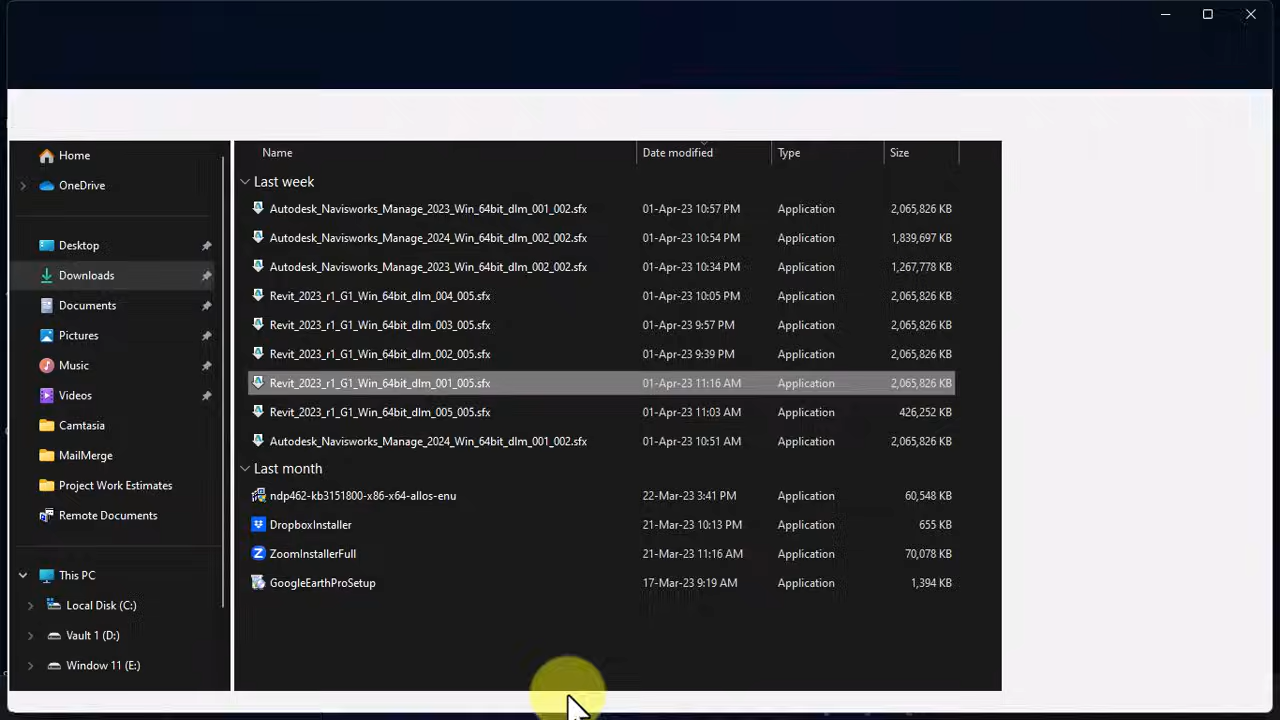 Home
OneDrive
Desktop
Downloads
Documents
Pictures
Music
Videos
Camtasia
MailMerge
Project Work Estimates
Remote Documents
This PC
Local Disk (C:)
Vault 1 (D:)
Window 11 (E:)
Name Date modified Type Size
Last week
Autodesk_Navisworks_Manage_2023_Win_64bit_dlm_001_002.sfx 01-Apr-23 10:57 PM Application 2,065,826 KB
Autodesk_Navisworks_Manage_2024_Win_64bit_dlm_002_002.sfx 01-Apr-23 10:54 PM Application 1,839,697 KB
Autodesk_Navisworks_Manage_2023_Win_64bit_dlm_002_002.sfx 01-Apr-23 10:34 PM Application 1,267,778 KB
Revit_2023_r1_G1_Win_64bit_dlm_004_005.sfx 01-Apr-23 10:05 PM Application 2,065,826 KB
Revit_2023_r1_G1_Win_64bit_dlm_003_005.sfx 01-Apr-23 9:57 PM Application 2,065,826 KB
Revit_2023_r1_G1_Win_64bit_dlm_002_005.sfx 01-Apr-23 9:39 PM Application 2,065,826 KB
Revit_2023_r1_G1_Win_64bit_dlm_001_005.sfx 01-Apr-23 11:16 AM Application 2,065,826 KB
Revit_2023_r1_G1_Win_64bit_dlm_005_005.sfx 01-Apr-23 11:03 AM Application 426,252 KB
Autodesk_Navisworks_Manage_2024_Win_64bit_dlm_001_002.sfx 01-Apr-23 10:51 AM Application 2,065,826 KB
Last month
ndp462-kb3151800-x86-x64-allos-enu 22-Mar-23 3:41 PM Application 60,548 KB
DropboxInstaller 21-Mar-23 10:13 PM Application 655 KB
ZoomInstallerFull 21-Mar-23 11:16 AM Application 70,078 KB
GoogleEarthProSetup 17-Mar-23 9:19 AM Application 1,394 KB